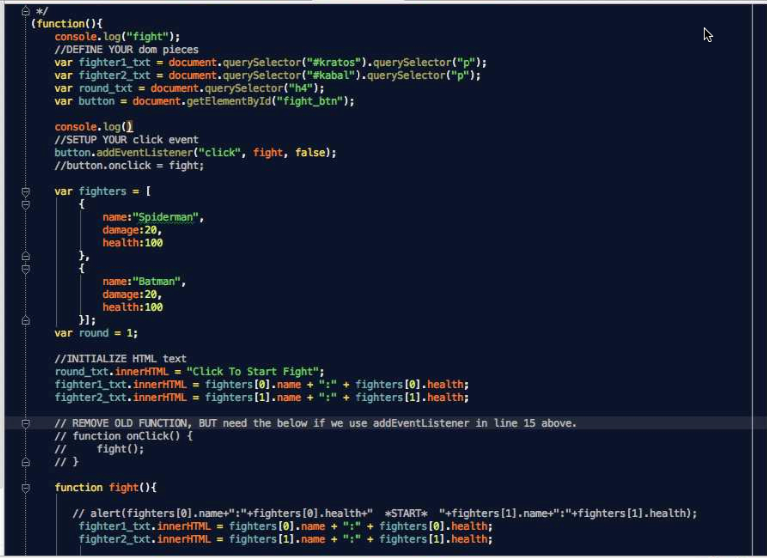 */
(function(){
console.log("fight");
//DEFINE YOUR dom pieces
var fighter1_txt = document.querySelector("#kratos").querySelector("p");
var fighter2_txt = document.querySelector("#kabal").querySelector("p");
var round_txt = document.querySelector("h4");
var button = document.getElementById("fight_btn");
console.log()
//SETUP YOUR click event
button.addEventListener("click", fight, false);
//button.onclick = fight;
var fighters = [
{
name:"Spiderman",
damage:20,
health:100
},
{
name:"Batman",
damage:20,
health:100
}];
var round = 1;
//INITIALIZE HTML text
round_txt.innerHTML = "Click To Start Fight";
fighter1_txt.innerHTML = fighters[0].name + ":" + fighters[0].health;
fighter2_txt.innerHTML = fighters[1].name + ":" + fighters[1].health;
// REMOVE OLD FUNCTION, BUT need the below if we use addEventListener in line 15 above.
// function onClick() {
//     fight();
// }
function fight(){
// alert(fighters[0].name+":"+fighters[0].health+"  *START*  "+fighters[1].name+":"+fighters[1].health);
fighter1_txt.innerHTML = fighters[0].name + ":" + fighters[0].health;
fighter2_txt.innerHTML = fighters[1].name + ":" + fighters[1].health;